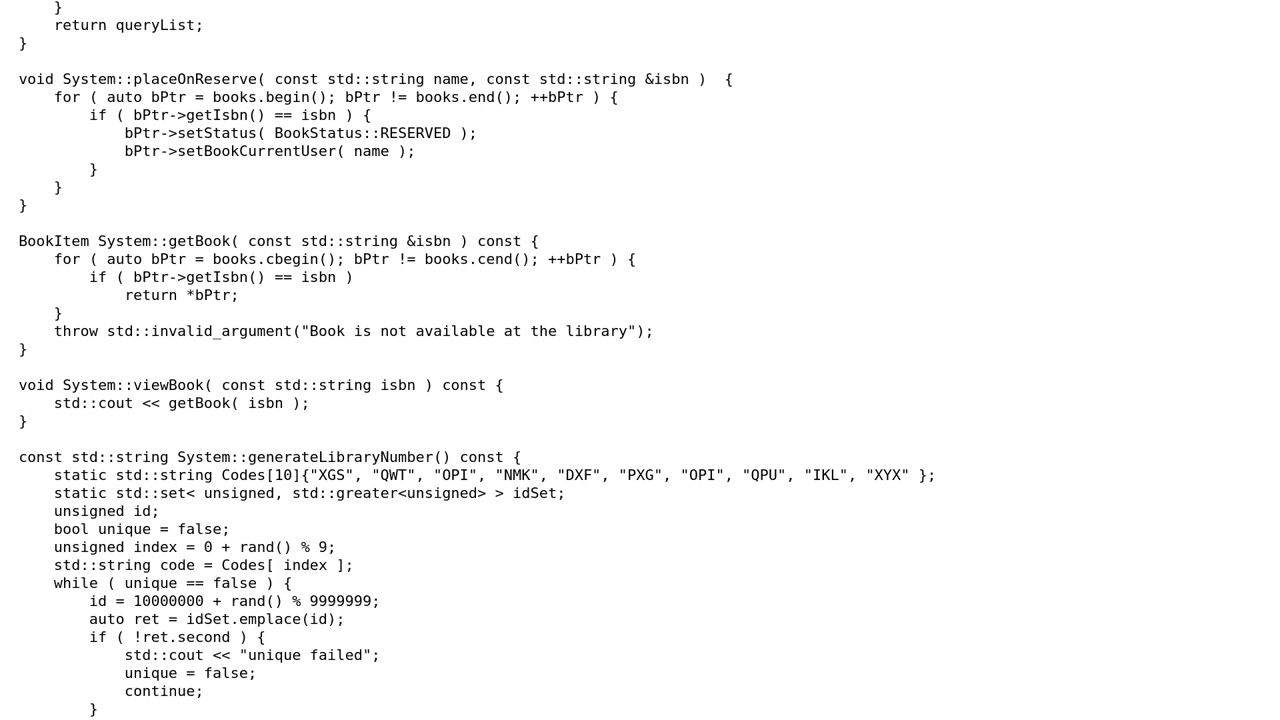 }
    return queryList;
}

void System::placeOnReserve( const std::string name, const std::string &isbn )  {
    for ( auto bPtr = books.begin(); bPtr != books.end(); ++bPtr ) {
        if ( bPtr->getIsbn() == isbn ) {
            bPtr->setStatus( BookStatus::RESERVED );
            bPtr->setBookCurrentUser( name );
        }
    }
}

BookItem System::getBook( const std::string &isbn ) const {
    for ( auto bPtr = books.cbegin(); bPtr != books.cend(); ++bPtr ) {
        if ( bPtr->getIsbn() == isbn )
            return *bPtr;
    }
    throw std::invalid_argument("Book is not available at the library");
}

void System::viewBook( const std::string isbn ) const {
    std::cout << getBook( isbn );
}

const std::string System::generateLibraryNumber() const {
    static std::string Codes[10]{"XGS", "QWT", "OPI", "NMK", "DXF", "PXG", "OPI", "QPU", "IKL", "XYX" };
    static std::set< unsigned, std::greater<unsigned> > idSet;
    unsigned id;
    bool unique = false;
    unsigned index = 0 + rand() % 9;
    std::string code = Codes[ index ];
    while ( unique == false ) {
        id = 10000000 + rand() % 9999999;
        auto ret = idSet.emplace(id);
        if ( !ret.second ) {
            std::cout << "unique failed";
            unique = false;
            continue;
        }